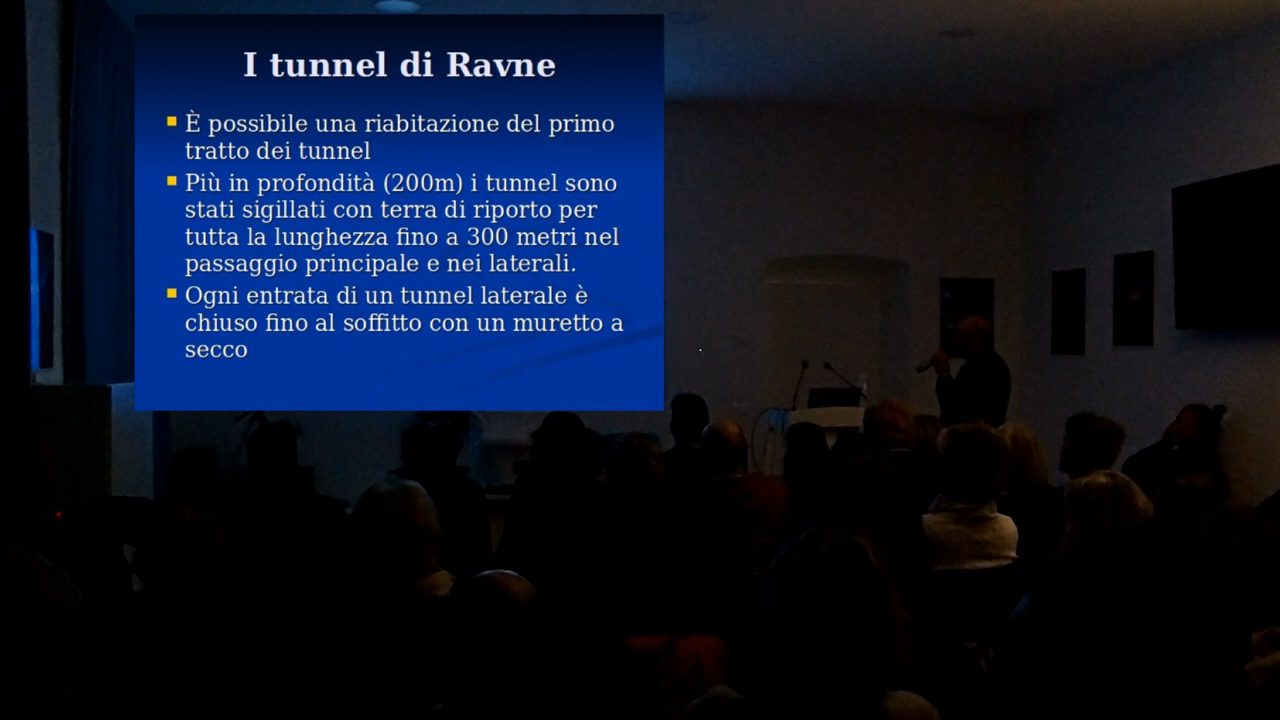 I tunnel di Ravne
È possibile una riabitazione del primo
tratto dei tunnel
Più in profondità (200m) i tunnel sono
stati sigillati con terra di riporto per
tutta la lunghezza fino a 300 metri nel
passaggio principale e nei laterali.
Ogni entrata di un tunnel laterale è
chiuso fino al soffitto con un muretto a
secco